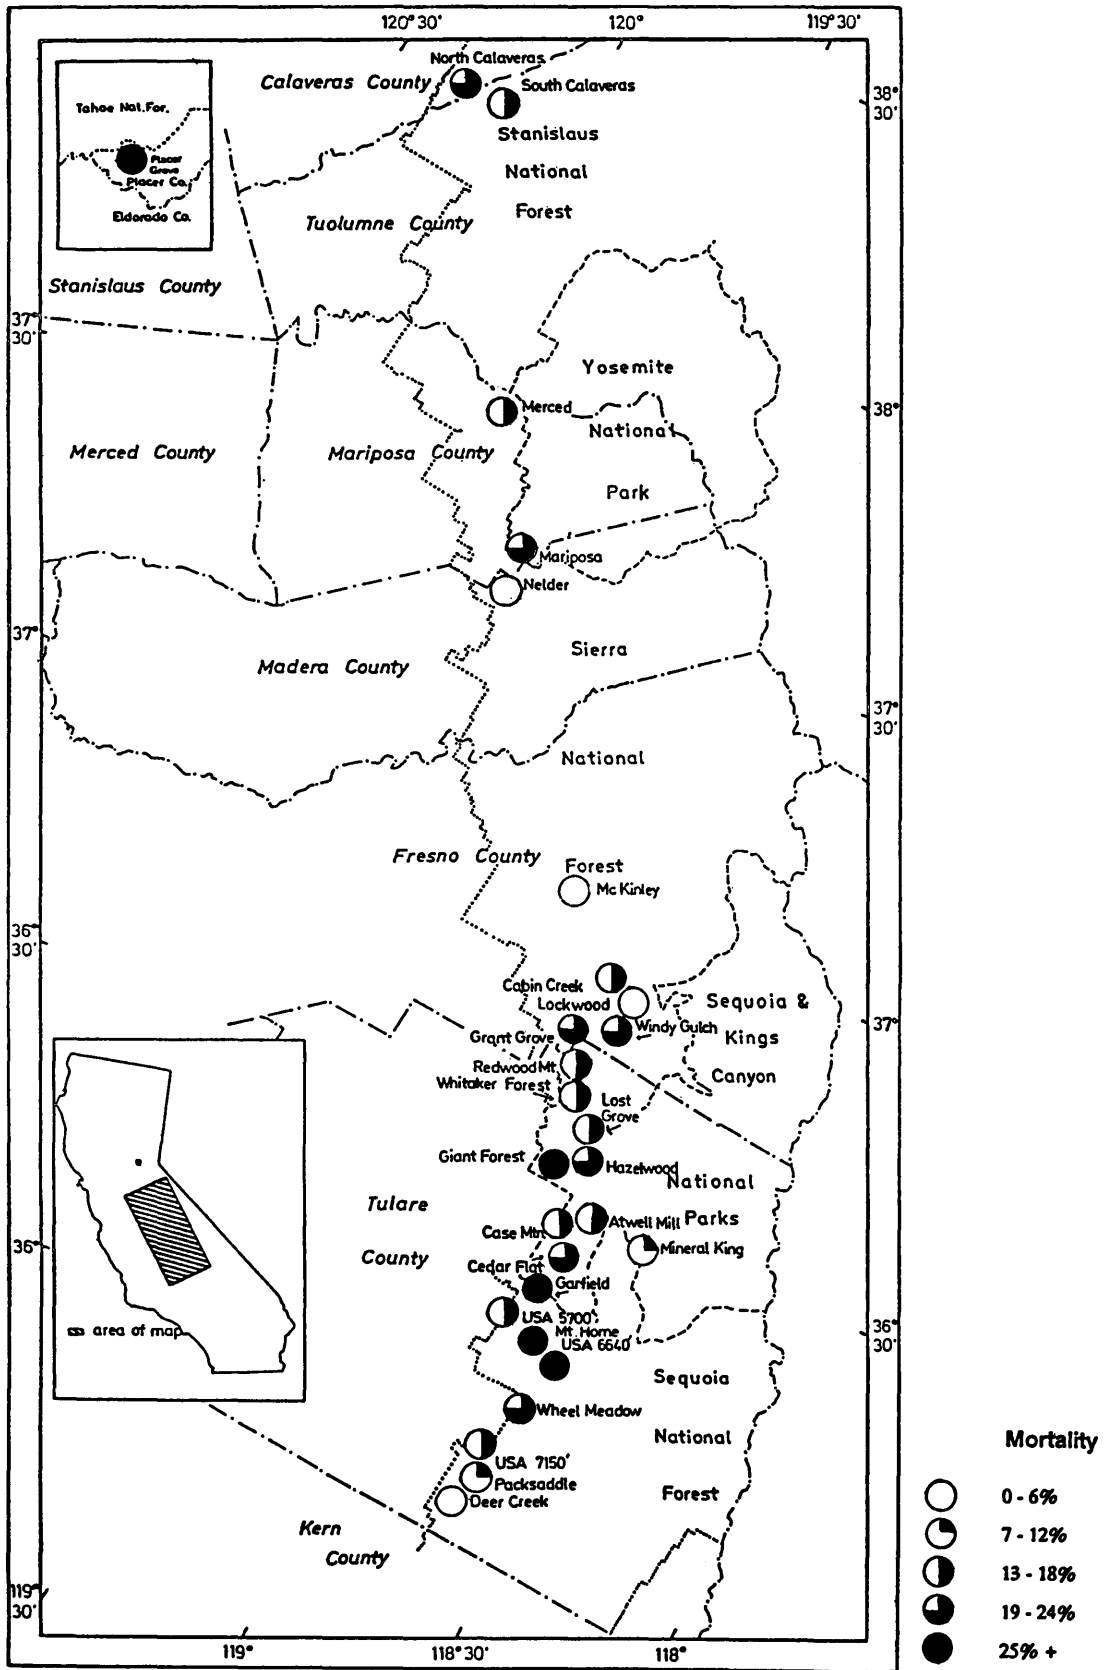 120° 30' 120° 119° 30'
North Calaveras
Calaveras County
South Calaveras
38°
30'
Tahoe Nat. For.
Stanislaus
Placer
Grove
National
Placer Co.
Forest
Eldorado Co.
Tuolumne County
Stanislaus County
37°
30'
Yosemite
Merced
38°
National
Merced County
Mariposa County
Park
Mariposa
Nelder
37°
Sierra
Madera County
37°
30'
National
Fresno County
Forest
Mc Kinley
36°
30'
Cabin Creek
Lockwood
Sequoia &
Windy Gulch
37°
Grant Grove
Kings
Redwood Mt.
Canyon
Whitaker Forest
Lost
Grove
Giant Forest
Hazelwood
National
Tulare
Case Mtn
Atwell Mill
Parks
Mineral King
36°
County
Cedar Flat
Garfield
USA 5700'
Mt. Home
USA 6640'
36°
30'
area of map
Sequoia
Wheel Meadow
National
USA 7150'
Packsaddle
Forest
Deer Creek
Kern
County
119°
30'
119° 118° 30' 118°
Mortality
0 - 6%
7 - 12%
13 - 18%
19 - 24%
25% +